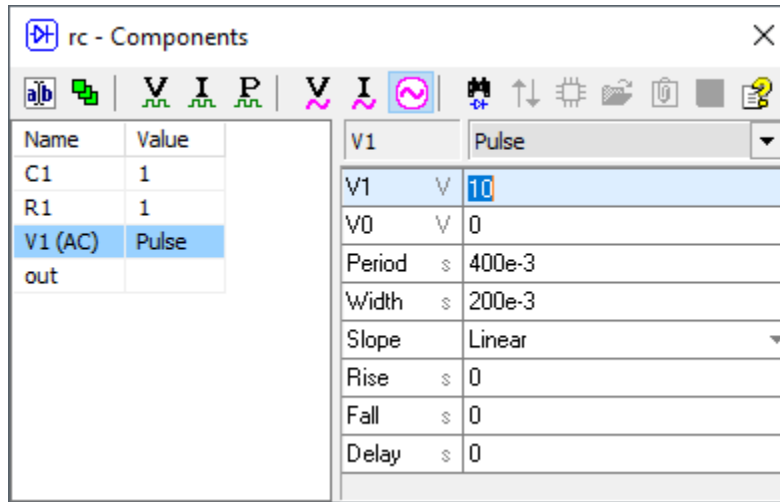 rc - Components
a b V I P V I
Name Value
C1 1
R1 1
V1 (AC) Pulse
out
V1 Pulse
V1 V 10
V0 V 0
Period s 400e-3
Width s 200e-3
Slope Linear
Rise s 0
Fall s 0
Delay s 0